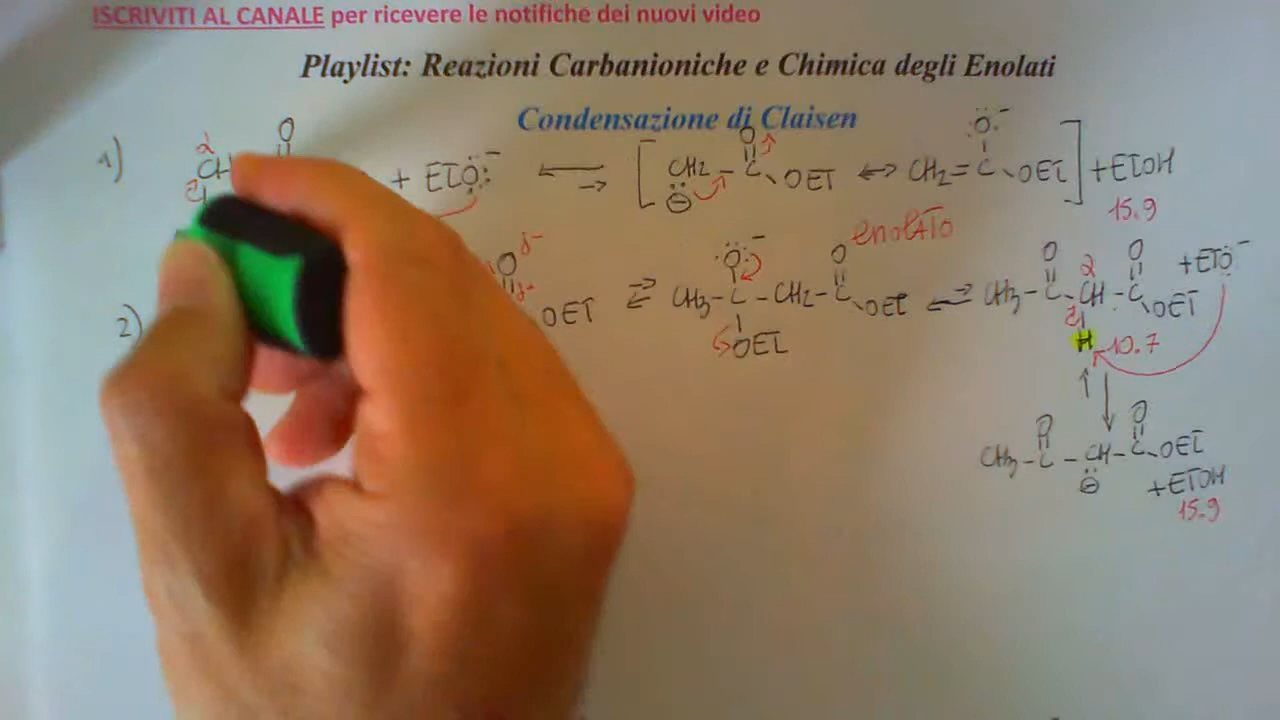 ISCRIVITI AL CANALE per ricevere le notifiche dei nuovi video
Playlist: Reazioni Carbanioniche e Chimica degli Enolati
Condensazione di Claisen
1) α CH O + EtO:⁻ ⇌ [ CH₂ - C OEt ↔ CH₂ = C OEt ] + EtOH
⊖ O O⁻ 15.9
enolato
2) O δ- δ+ OEt ⇌ CH₃ - C - CH₂ - C OEt ⇌ CH₃ - C - CH - C OEt + EtO⁻
O⁻ O O α O
OEt H 10.7
CH₃ - C - CH - C - OEt
O ⊖ O + EtOH
15.9